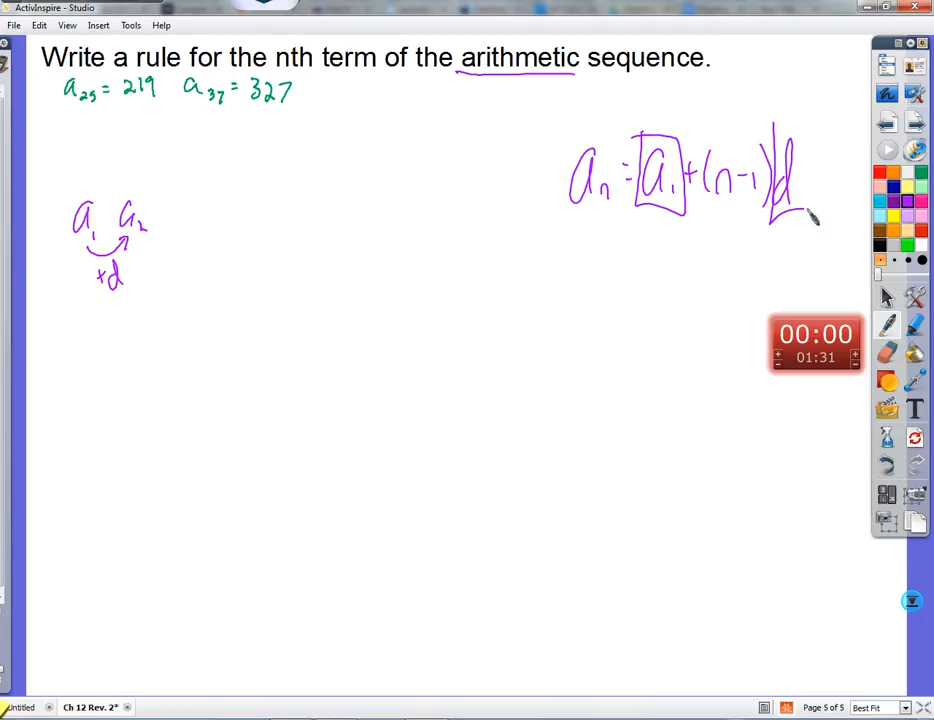 ActivInspire - Studio
File Edit View Insert Tools Help
Write a rule for the nth term of the arithmetic sequence.
a₂₅ = 219 a₃₇ = 327
aₙ = a₁ + (n-1)d
a₁ a₂
+d
00:00
01:31
T
Untitled Ch 12 Rev. 2* Page 5 of 5 Best Fit